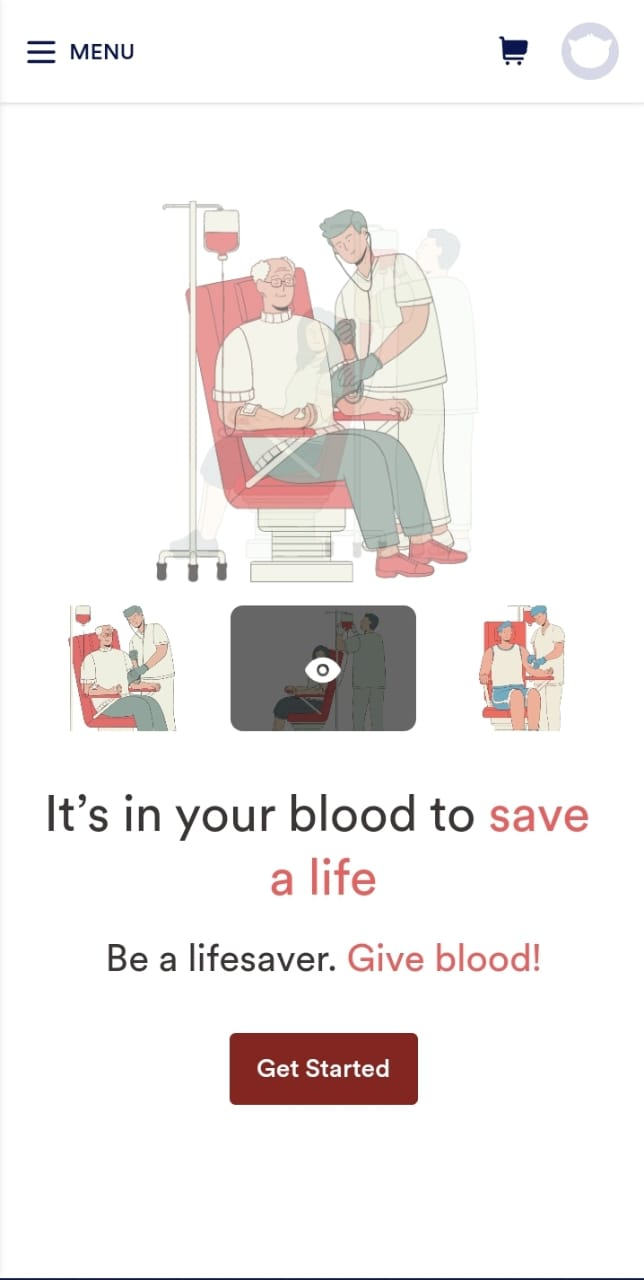 MENU
It’s in your blood to save
a life
Be a lifesaver. Give blood!
Get Started